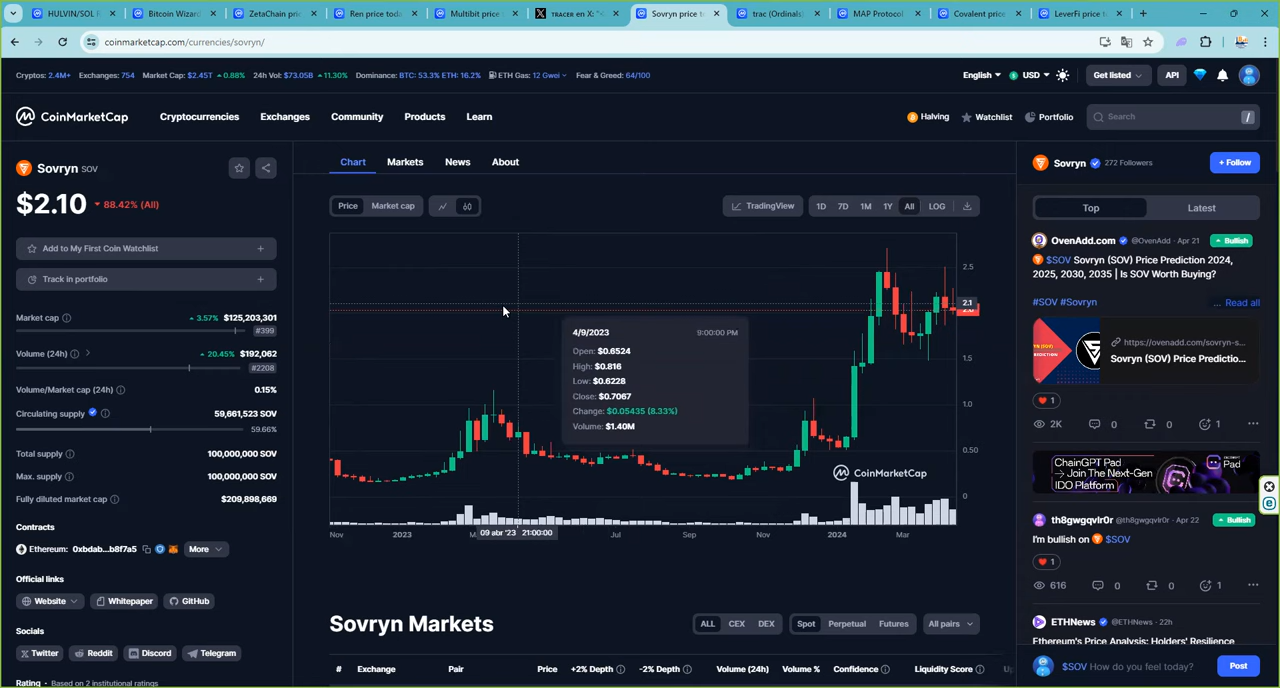 HULVIN/SOL
Bitcoin Wizard
ZetaChain pric
Ren price today
Multibit price
TRACER en X: "
Sovryn price to
trac (Ordinals)
MAP Protocol
Covalent price
LeverFi price t
coinmarketcap.com/currencies/sovryn/
Cryptos: 2.4M+ Exchanges: 754 Market Cap: $2.45T 0.88% 24h Vol: $73.05B 11.30% Dominance: BTC: 53.3% ETH: 16.2% ETH Gas: 12 Gwei Fear & Greed: 64/100
English USD Get listed API
CoinMarketCap Cryptocurrencies Exchanges Community Products Learn
Halving Watchlist Portfolio Search /
Sovryn SOV
$2.10 88.42% (All)
Add to My First Coin Watchlist +
Track in portfolio +
Market cap 3.57% $125,203,301
#399
Volume (24h) 20.45% $192,062
#2208
Volume/Market cap (24h) 0.15%
Circulating supply 59,661,523 SOV
59.66%
Total supply 100,000,000 SOV
Max. supply 100,000,000 SOV
Fully diluted market cap $209,898,669
Contracts
Ethereum: 0xbdab...b8f7a5 More
Official links
Website Whitepaper GitHub
Socials
Twitter Reddit Discord Telegram
Rating · Based on 2 institutional ratings
Chart Markets News About
Price Market cap
TradingView 1D 7D 1M 1Y All LOG
2.5
2.1
1.5
1.0
0.50
0
4/9/2023 9:00:00 PM
Open: $0.6524
High: $0.816
Low: $0.6228
Close: $0.7067
Change: $0.05435 (8.33%)
Volume: $1.40M
CoinMarketCap
Nov 2023 09 abr '23 21:00:00 Jul Sep Nov 2024 Mar
Sovryn Markets
ALL CEX DEX Spot Perpetual Futures All pairs
# Exchange Pair Price +2% Depth -2% Depth Volume (24h) Volume % Confidence Liquidity Score
Sovryn 272 Followers + Follow
Top Latest
OvenAdd.com @OvenAdd · Apr 21 Bullish
$SOV Sovryn (SOV) Price Prediction 2024,
2025, 2030, 2035 | Is SOV Worth Buying?
#SOV #Sovryn ... Read all
https://ovenadd.com/sovryn-s...
Sovryn (SOV) Price Predictio...
1
2K 0 0 1
ChainGPT Pad
→ Join The Next-Gen
IDO Platform
Pad
th8gwgqvlr0r @th8gwgqvlr0r · Apr 22 Bullish
I'm bullish on $SOV
1
616 0 0 1
ETHNews @ETHNews · 22h
Ethereum's Price Analysis: Holders' Resilience
$SOV How do you feel today? Post